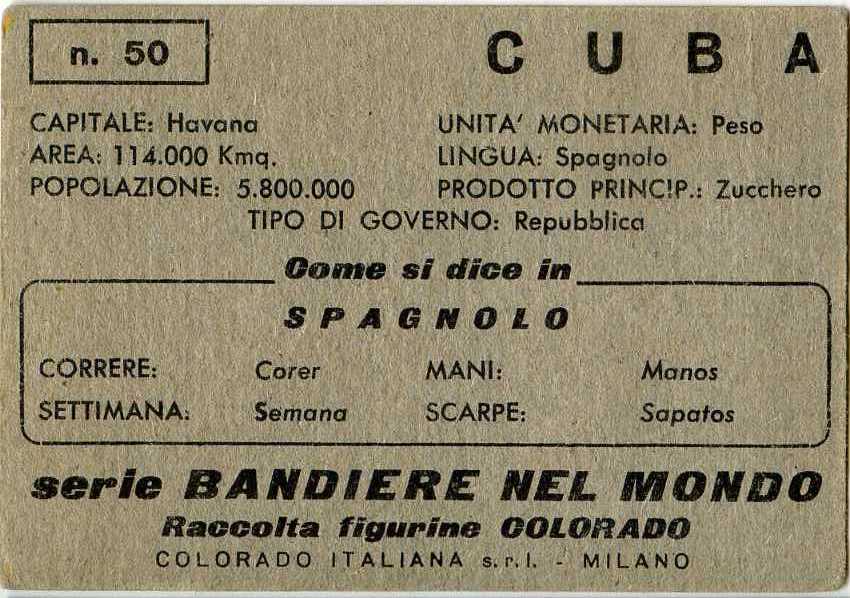 n. 50
CUBA
CAPITALE: Havana
UNITA' MONETARIA: Peso
AREA: 114.000 Kmq.
LINGUA: Spagnolo
POPOLAZIONE: 5.800.000
PRODOTTO PRINC!P.: Zucchero
TIPO DI GOVERNO: Repubblica
Come si dice in
SPAGNOLO
CORRERE: Corer MANI: Manos
SETTIMANA: Semana SCARPE: Sapatos
serie BANDIERE NEL MONDO
Raccolta figurine COLORADO
COLORADO ITALIANA s.r.l. - MILANO